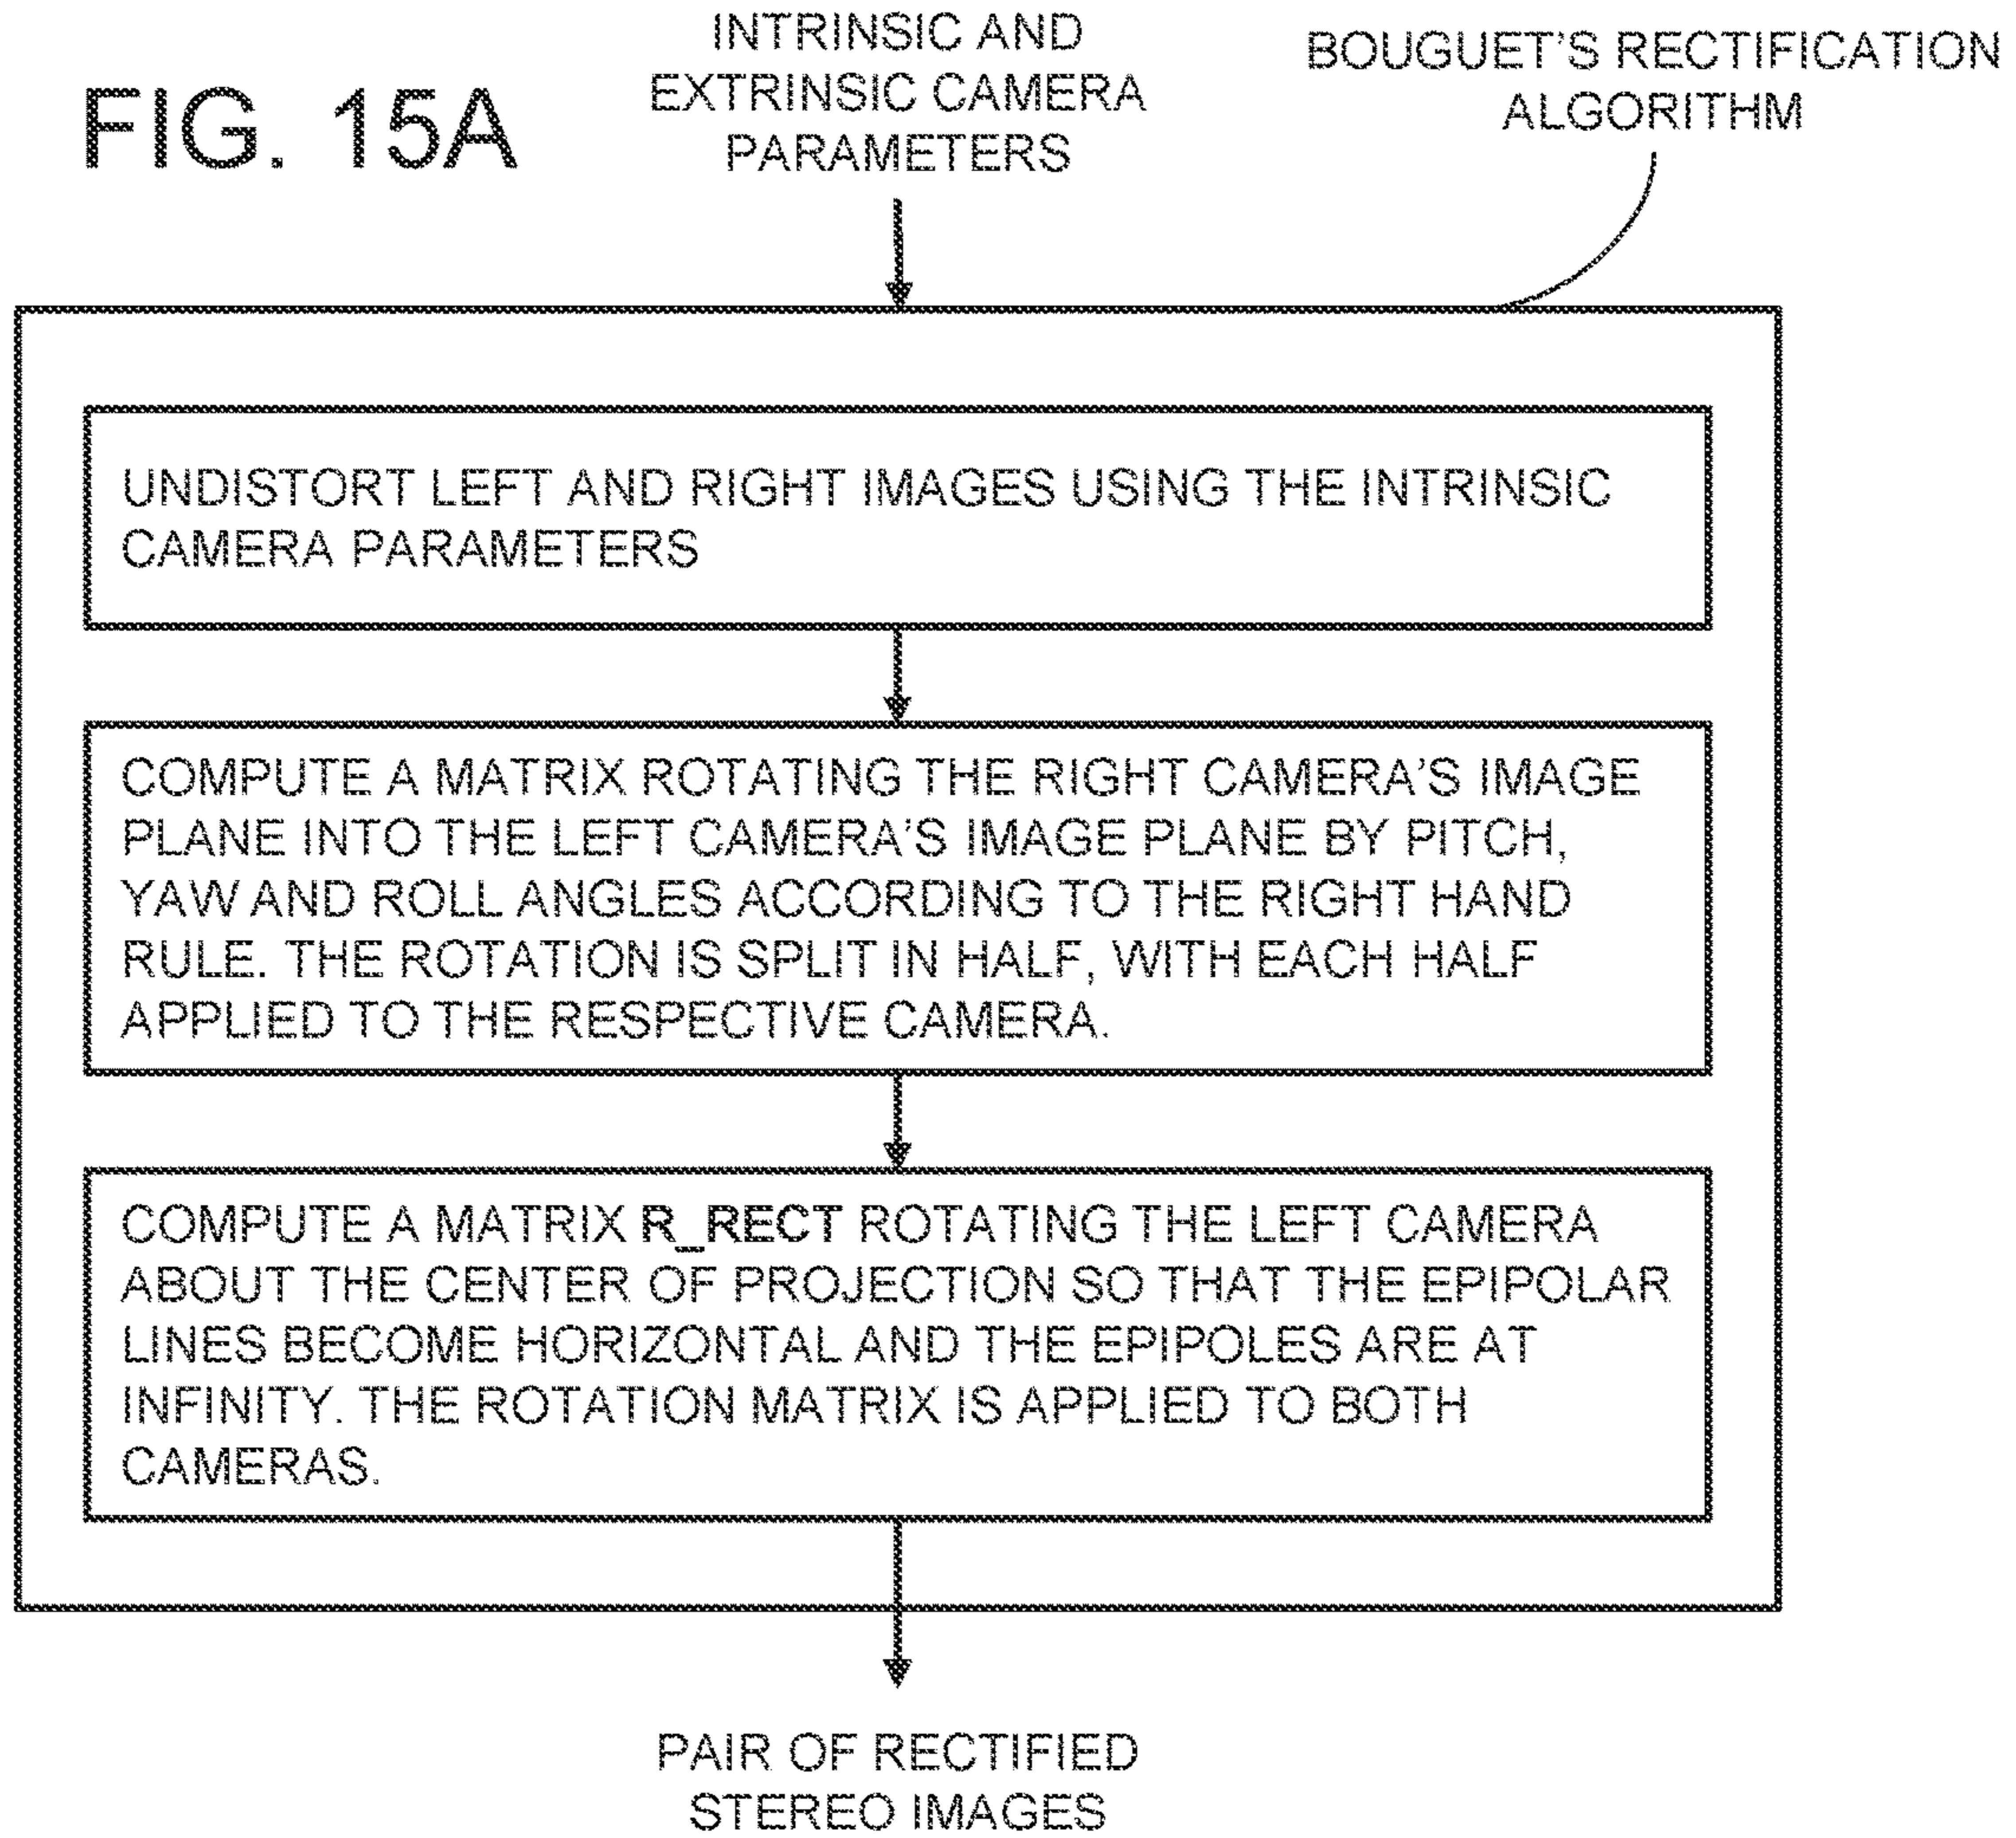 FIG. 15A
INTRINSIC AND
EXTRINSIC CAMERA
PARAMETERS
BOUGUET'S RECTIFICATION
ALGORITHM
UNDISTORT LEFT AND RIGHT IMAGES USING THE INTRINSIC
CAMERA PARAMETERS
COMPUTE A MATRIX ROTATING THE RIGHT CAMERA'S IMAGE
PLANE INTO THE LEFT CAMERA'S IMAGE PLANE BY PITCH,
YAW AND ROLL ANGLES ACCORDING TO THE RIGHT HAND
RULE. THE ROTATION IS SPLIT IN HALF, WITH EACH HALF
APPLIED TO THE RESPECTIVE CAMERA.
COMPUTE A MATRIX R_RECT ROTATING THE LEFT CAMERA
ABOUT THE CENTER OF PROJECTION SO THAT THE EPIPOLAR
LINES BECOME HORIZONTAL AND THE EPIPOLES ARE AT
INFINITY. THE ROTATION MATRIX IS APPLIED TO BOTH
CAMERAS.
PAIR OF RECTIFIED
STEREO IMAGES